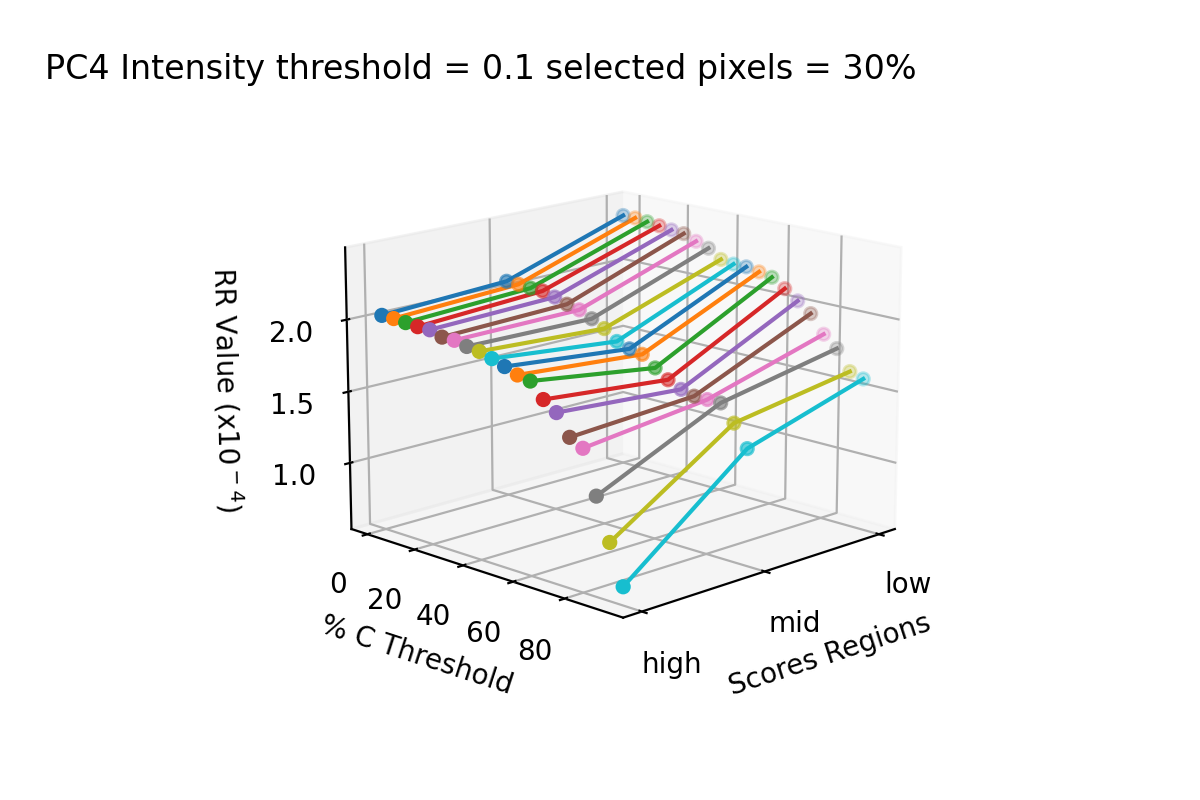 PC4 Intensity threshold = 0.1 selected pixels = 30%
RR Value (x10⁻⁴)
2.0
1.5
1.0
0
20
40
60
80
% C Threshold
low
mid
high
Scores Regions